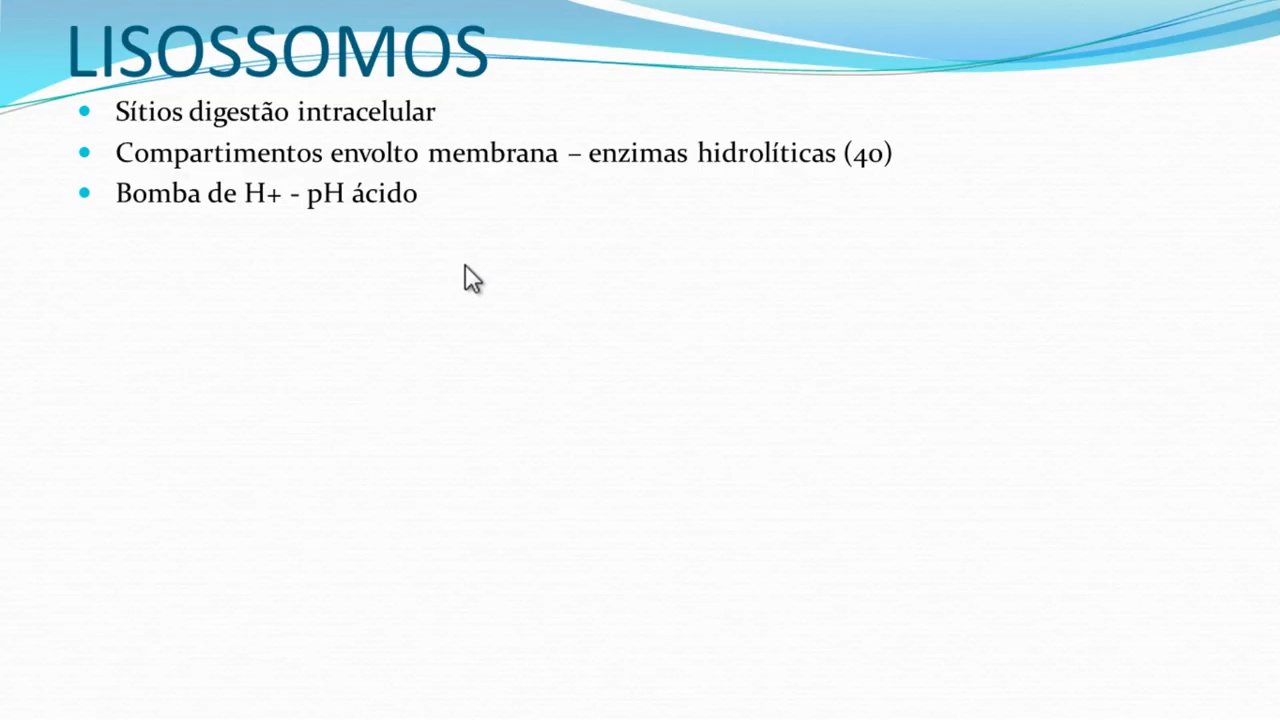 LISOSSOMOS
Sítios digestão intracelular
Compartimentos envolto membrana – enzimas hidrolíticas (40)
Bomba de H+ - pH ácido